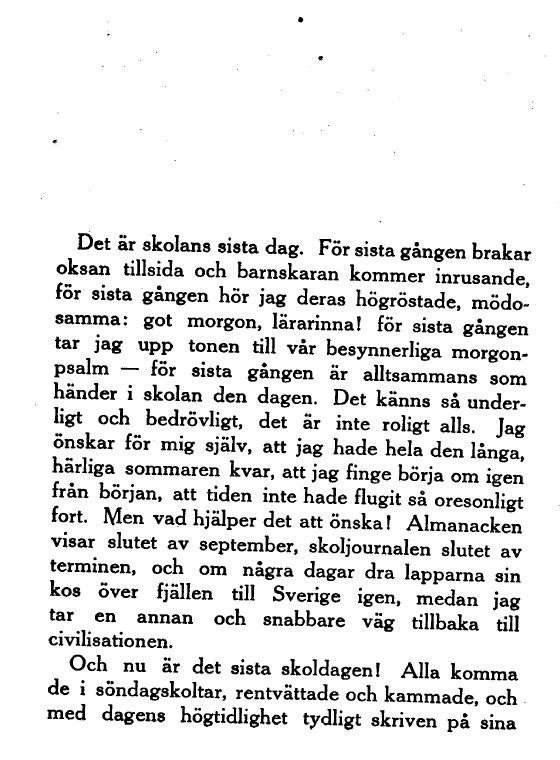 Det är skolans sista dag. För sista gången brakar
oksan tillsida och barnskaran kommer inrusande,
för sista gången hör jag deras högröstade, mödo-
samma: got morgon, lärarinna! för sista gången
tar jag upp tonen till vår besynnerliga morgon-
psalm — för sista gången är alltsammans som
händer i skolan den dagen. Det känns så under-
ligt och bedrövligt, det är inte roligt alls. Jag
önskar för mig själv, att jag hade hela den långa,
härliga sommaren kvar, att jag finge börja om igen
från början, att tiden inte hade flugit så oresonligt
fort. Men vad hjälper det att önska! Almanacken
visar slutet av september, skoljournalen slutet av
terminen, och om några dagar dra lapparna sin
kos över fjällen till Sverige igen, medan jag
tar en annan och snabbare väg tillbaka till
civilisationen.
Och nu är det sista skoldagen! Alla komma
de i söndagskoltar, rentvättade och kammade, och
med dagens högtidlighet tydligt skriven på sina